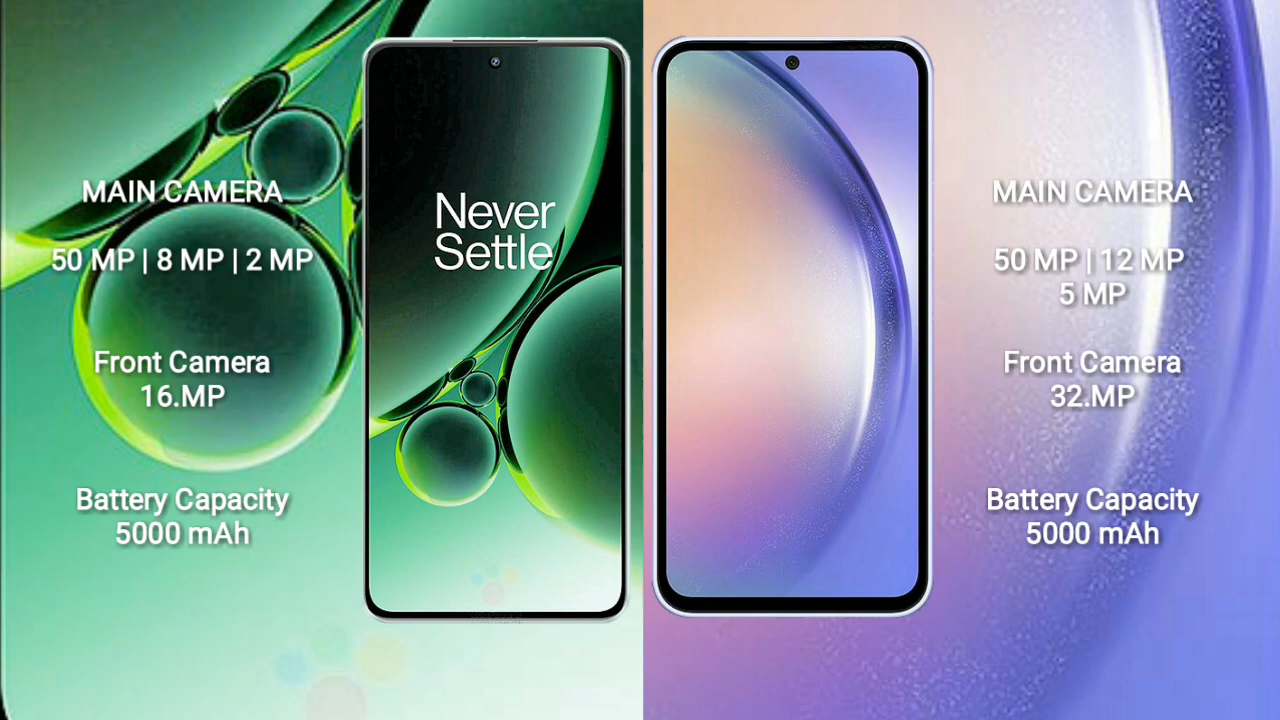 MAIN CAMERA
50 MP | 8 MP | 2 MP
Front Camera
16.MP
Battery Capacity
5000 mAh
Never
Settle
MAIN CAMERA
50 MP | 12 MP
5 MP
Front Camera
32.MP
Battery Capacity
5000 mAh